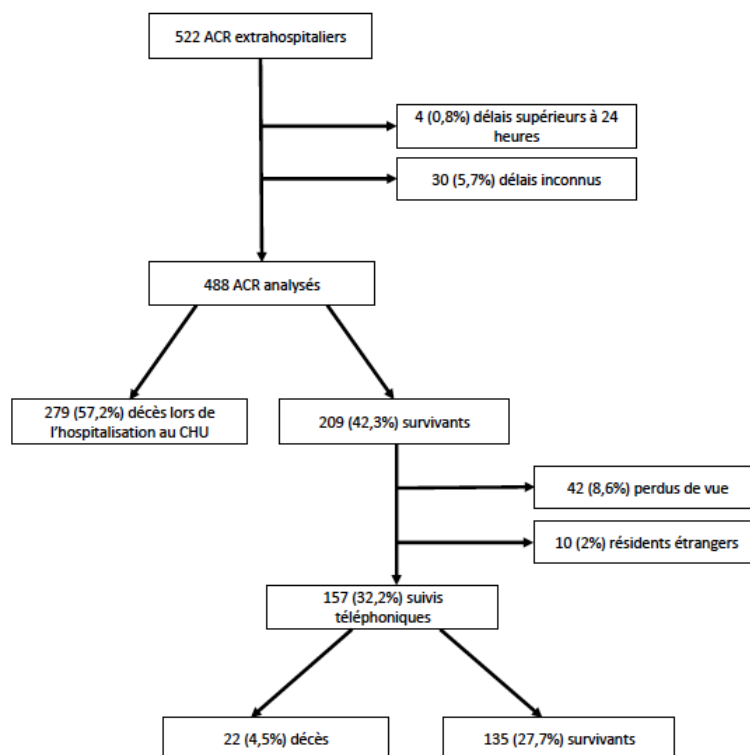 522 ACR extrahospitaliers
4 (0,8%) délais supérieurs à 24
heures
30 (5,7%) délais inconnus
488 ACR analysés
279 (57,2%) décès lors de
l'hospitalisation au CHU
209 (42,3%) survivants
42 (8,6%) perdus de vue
10 (2%) résidents étrangers
157 (32,2%) suivis
téléphoniques
22 (4,5%) décès
135 (27,7%) survivants